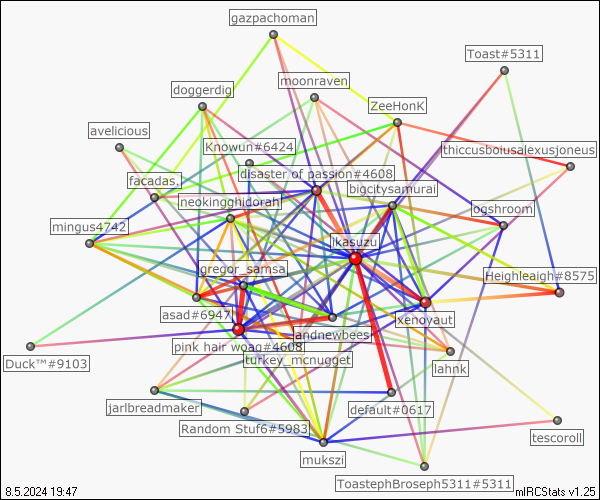 gazpachoman
Toast#5311
moonraven
doggerdig
ZeeHonK
avelicious
Knowun#6424
thiccusboiusalexusjoneus
disaster of passion#4608
facadas.
bigcitysamurai
neokingghidorah
ogshroom
mingus4742
ikasuzu
gregor_samsa
Heighleaigh#8575
asad#6947
xenoyaut
andnewbees
pink hair woag#4608
turkey_mcnugget
Duck™#9103
lahnk
jarlbreadmaker
default#0617
Random Stuf6#5983
tescoroll
mukszi
ToastephBroseph5311#5311
8.5.2024 19:47
mIRCStats v1.25